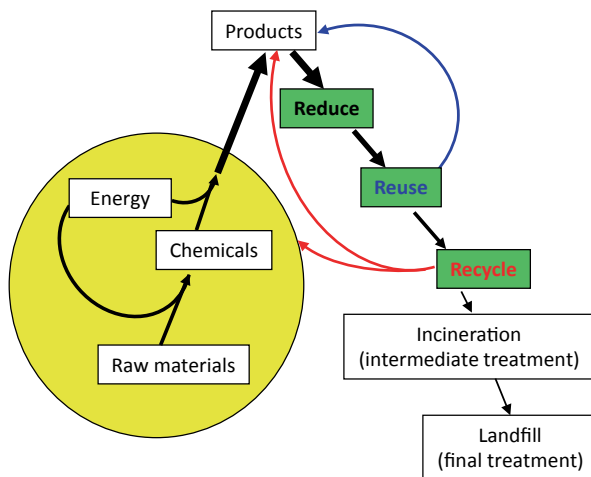 Products
Reduce
Energy
Reuse
Chemicals
Recycle
Raw materials
Incineration
(intermediate treatment)
Landfill
(final treatment)